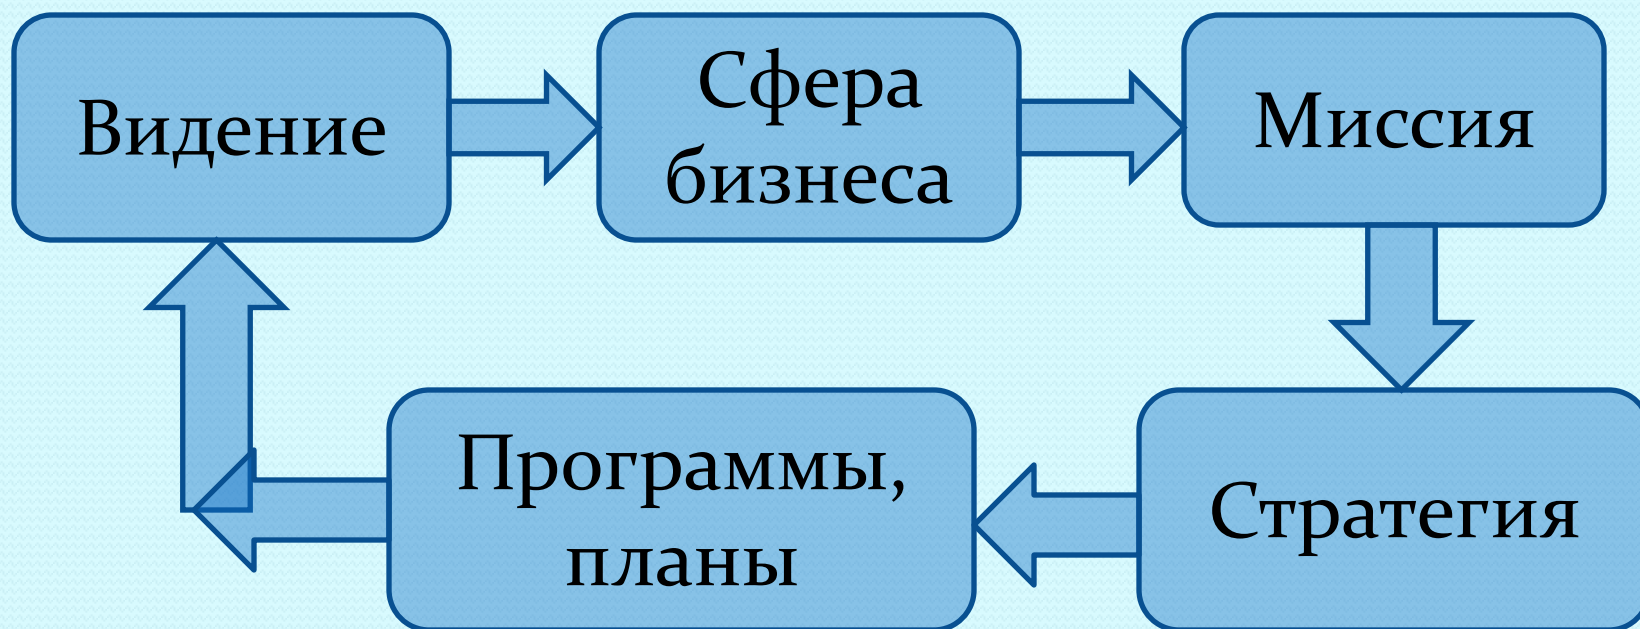 Видение
Сфера
бизнеса
Миссия
Программы,
планы
Стратегия